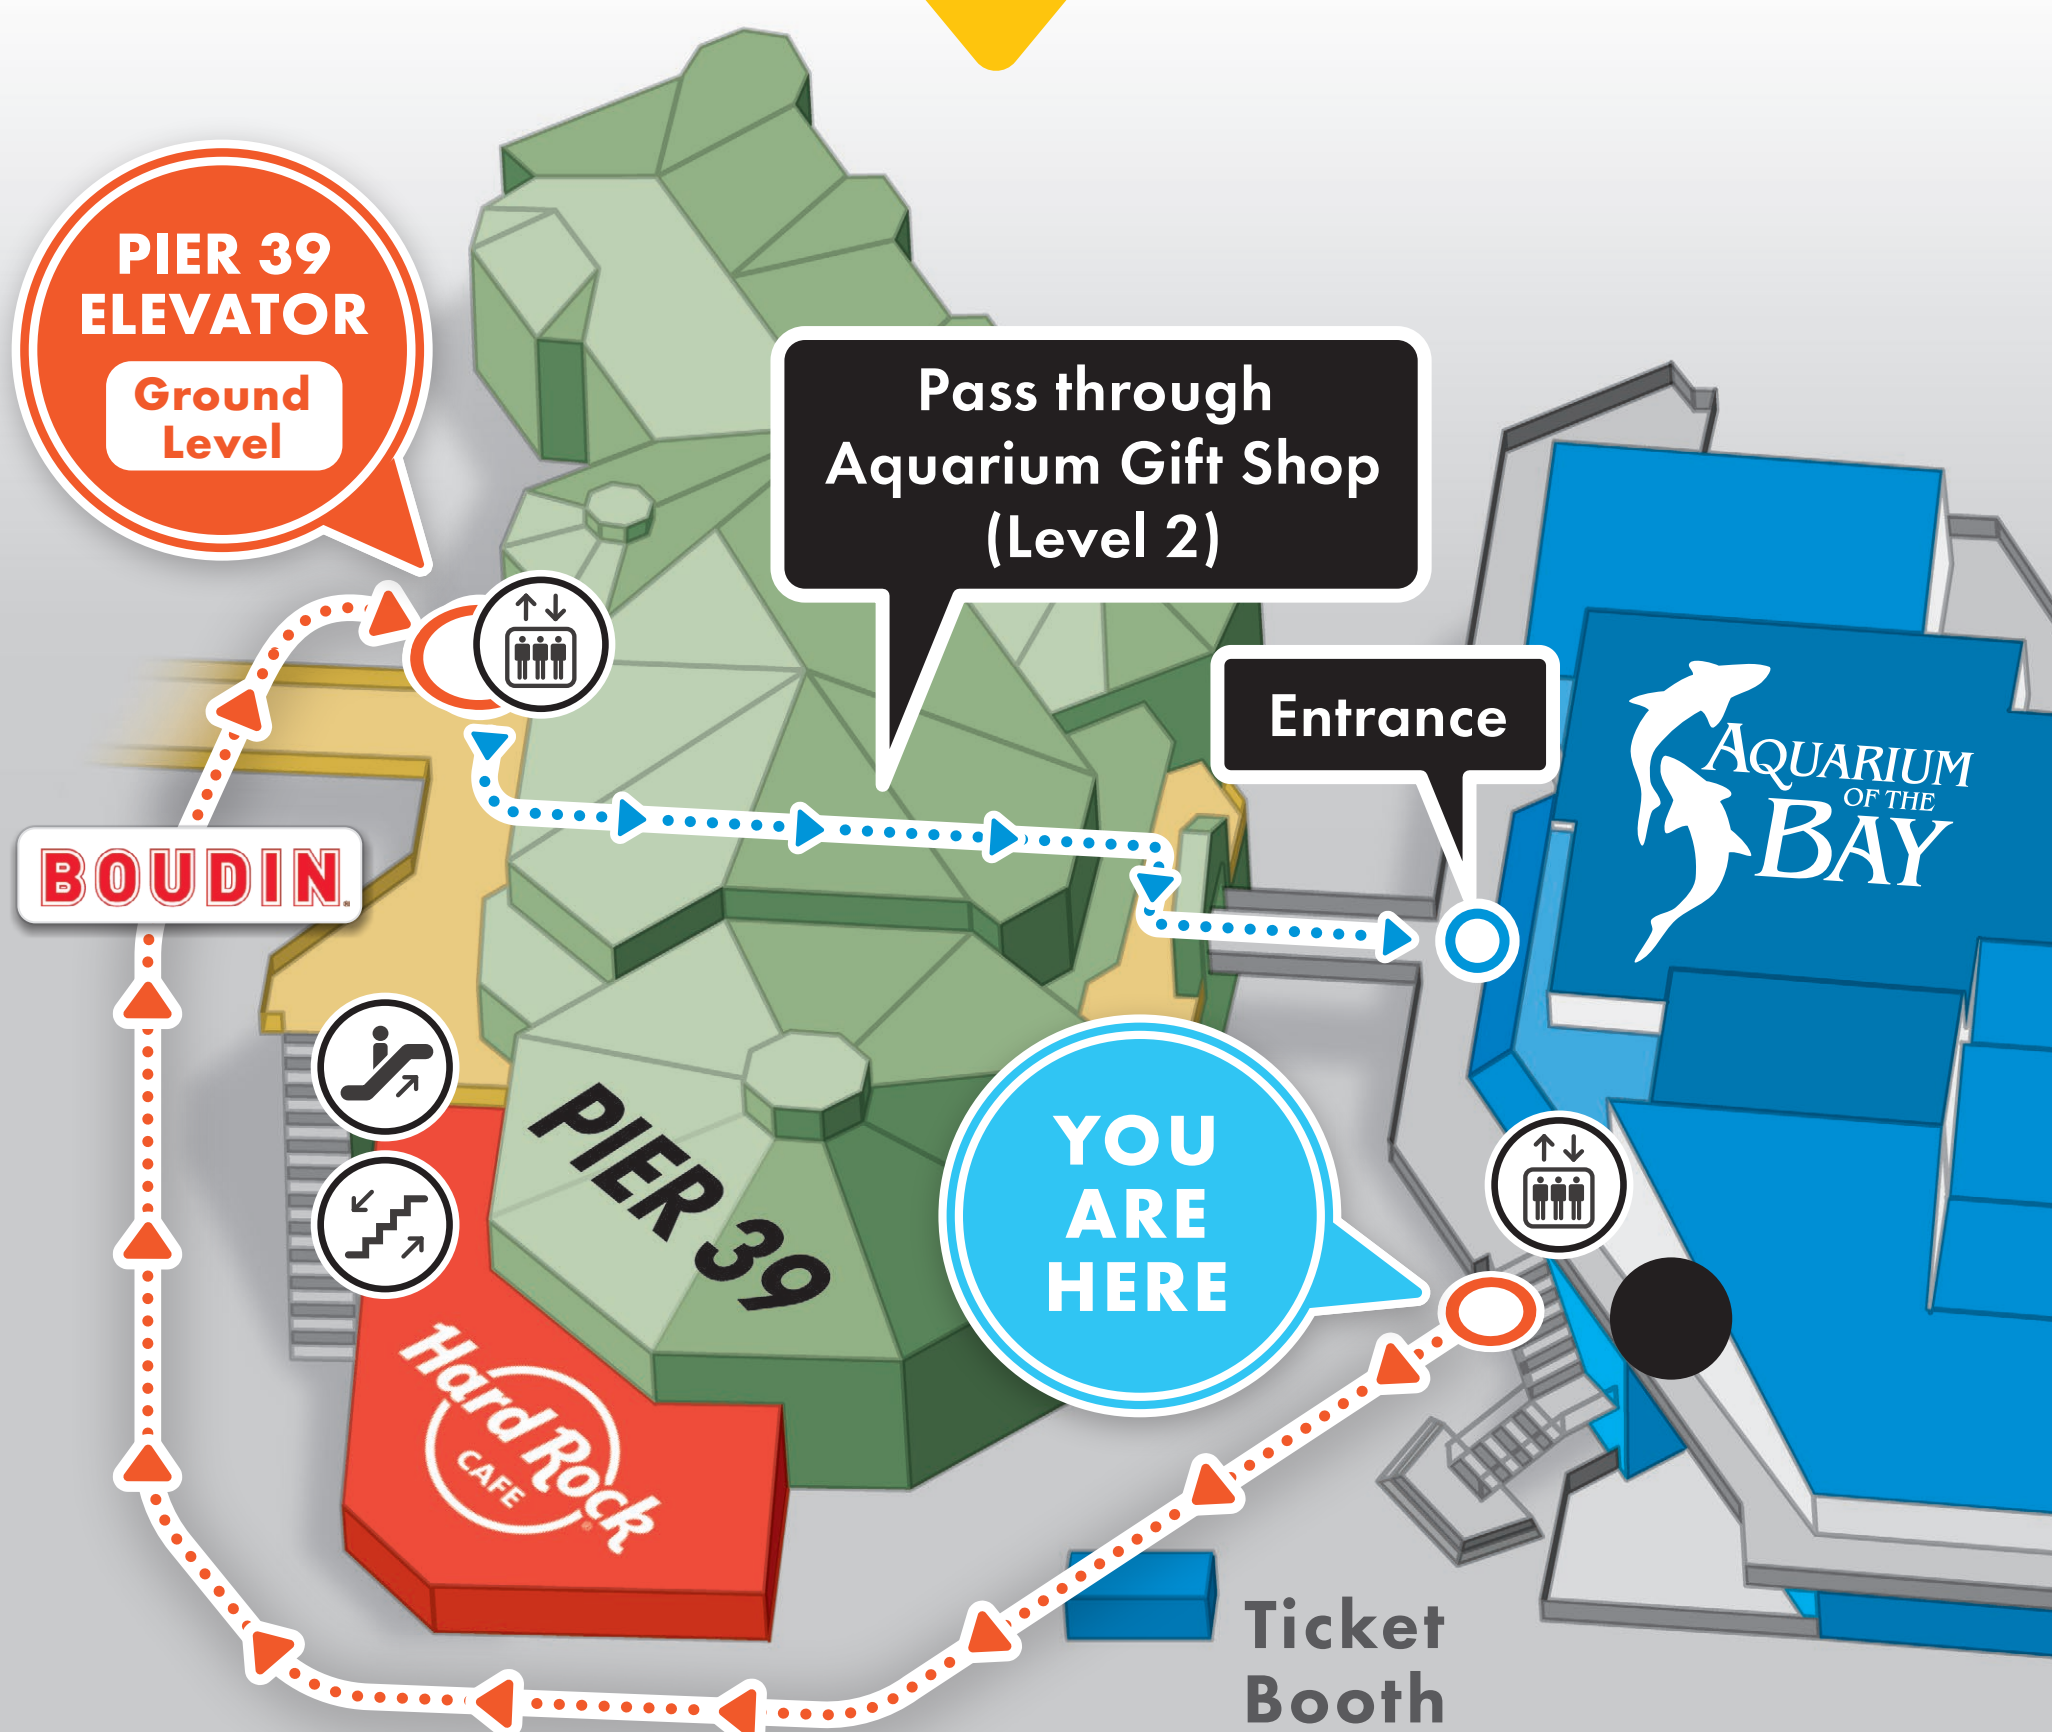 PIER 39
ELEVATOR
Ground
Level
Pass through
Aquarium Gift Shop
(Level 2)
Entrance
AQUARIUM
OF THE
BAY
BOUDIN
YOU
ARE
HERE
PIER 39
Hard Rock
CAFE
Ticket
Booth